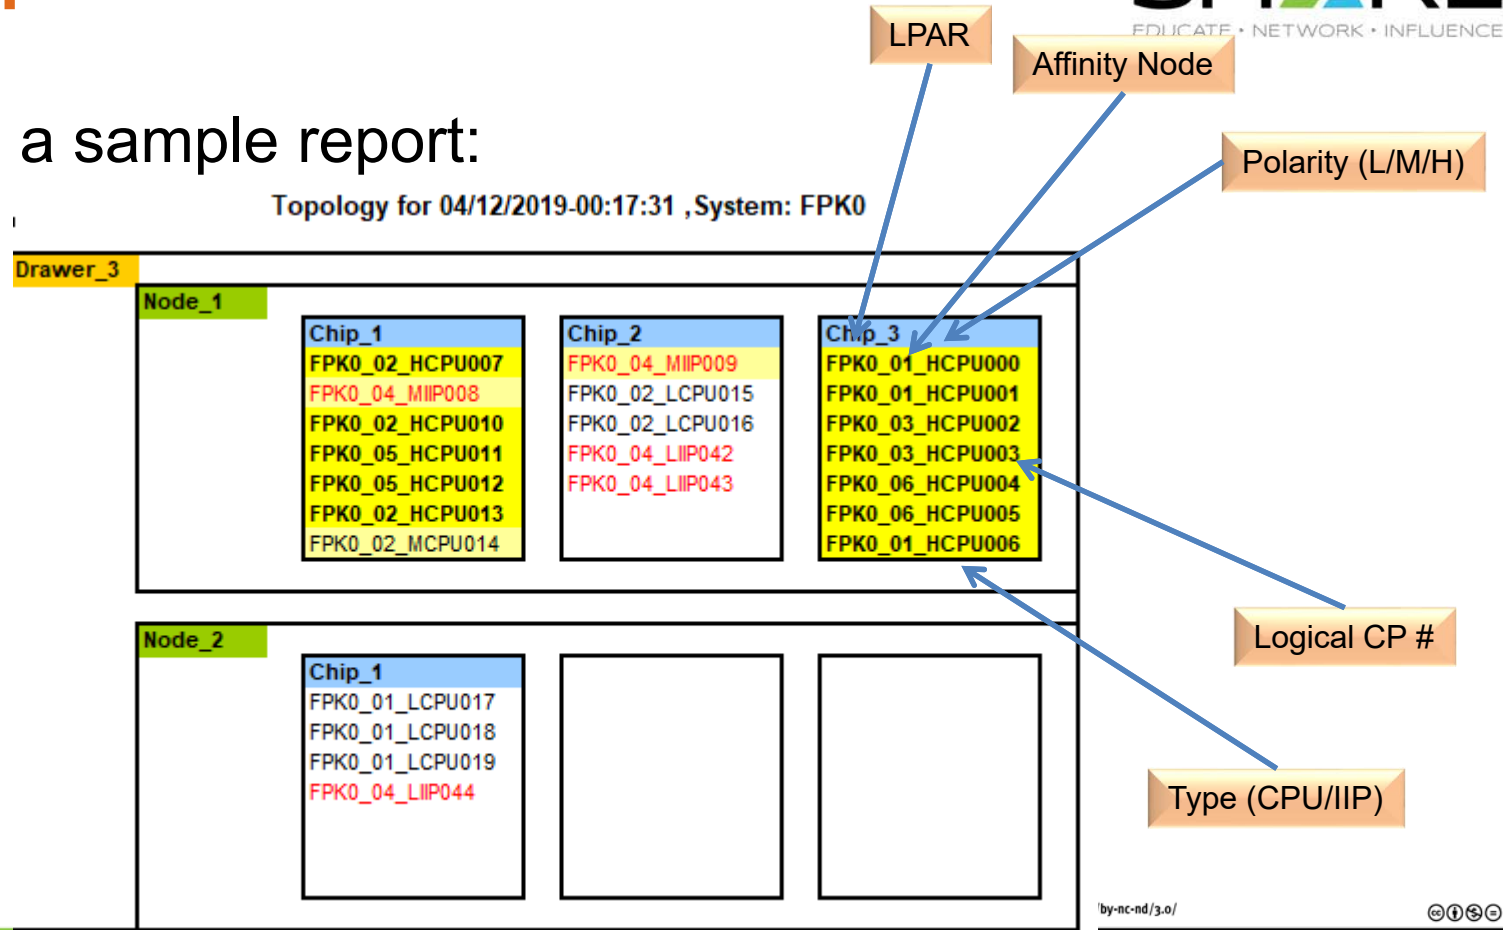 EDUCATE • NETWORK • INFLUENCE
LPAR
Affinity Node
a sample report:
Polarity (L/M/H)
Topology for 04/12/2019-00:17:31 ,System: FPK0
Drawer_3
Node_1
Chip_1
FPK0_02_HCPU007
FPK0_04_MIIP008
FPK0_02_HCPU010
FPK0_05_HCPU011
FPK0_05_HCPU012
FPK0_02_HCPU013
FPK0_02_MCPU014
Chip_2
FPK0_04_MIIP009
FPK0_02_LCPU015
FPK0_02_LCPU016
FPK0_04_LIIP042
FPK0_04_LIIP043
Chip_3
FPK0_01_HCPU000
FPK0_01_HCPU001
FPK0_03_HCPU002
FPK0_03_HCPU003
FPK0_06_HCPU004
FPK0_06_HCPU005
FPK0_01_HCPU006
Logical CP #
Node_2
Chip_1
FPK0_01_LCPU017
FPK0_01_LCPU018
FPK0_01_LCPU019
FPK0_04_LIIP044
Type (CPU/IIP)
/by-nc-nd/3.0/